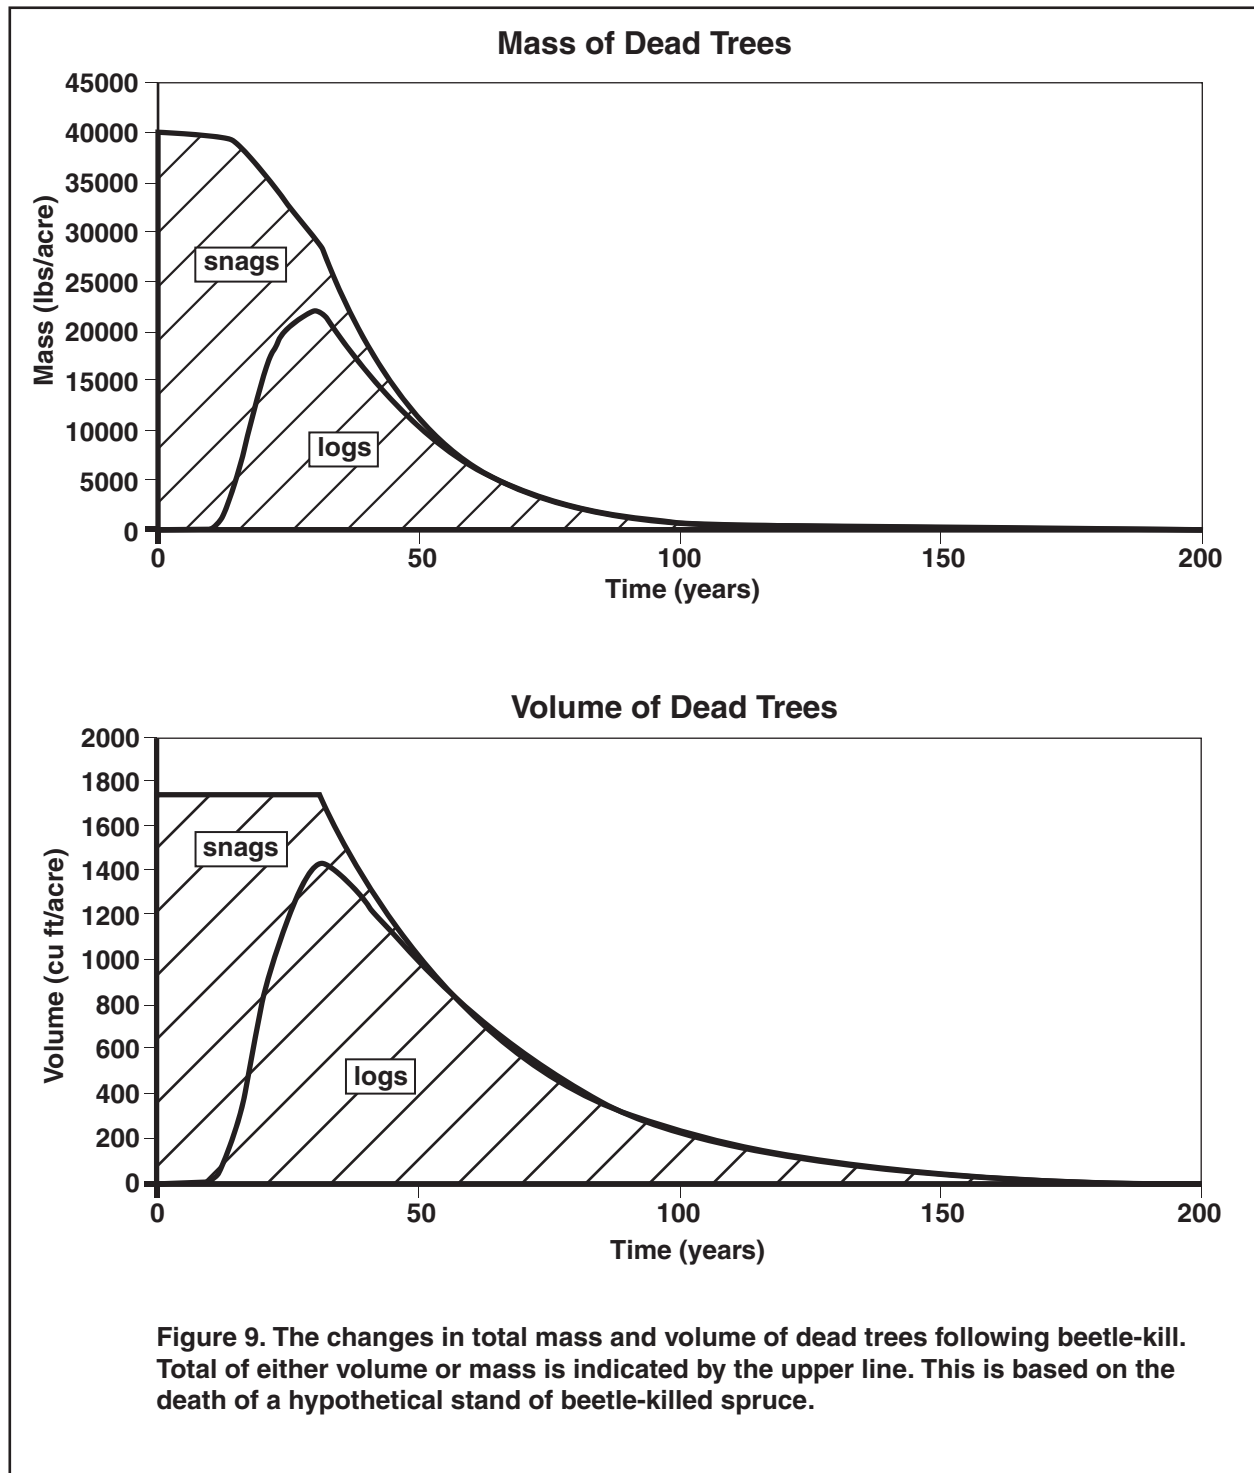 Mass of Dead Trees
45000
40000
35000
30000
25000
20000
15000
10000
5000
0
Mass (lbs/acre)
snags
logs
0 50 100 150 200
Time (years)
Volume of Dead Trees
2000
1800
1600
1400
1200
1000
800
600
400
200
0
Volume (cu ft/acre)
snags
logs
0 50 100 150 200
Time (years)
Figure 9. The changes in total mass and volume of dead trees following beetle-kill.
Total of either volume or mass is indicated by the upper line. This is based on the
death of a hypothetical stand of beetle-killed spruce.